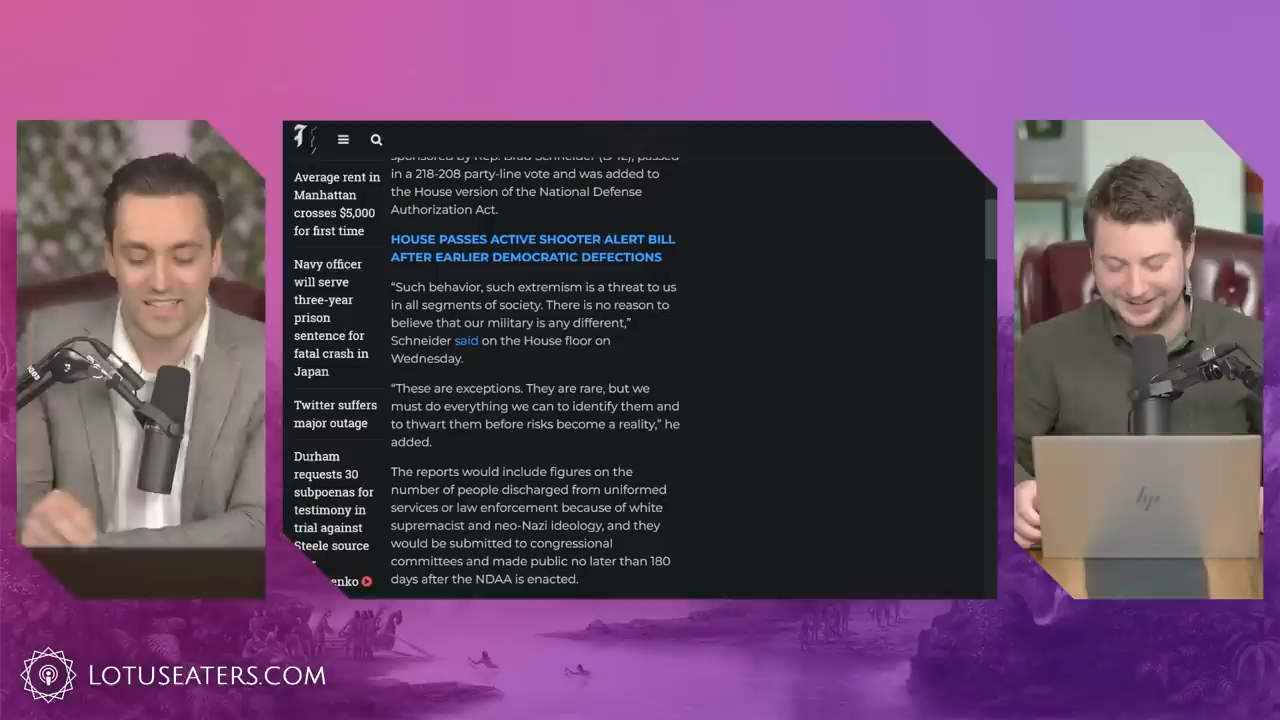 Average rent in
Manhattan
crosses $5,000
for first time
Navy officer
will serve
three-year
prison
sentence for
fatal crash in
Japan
Twitter suffers
major outage
Durham
requests 30
subpoenas for
testimony in
trial against
Steele source
enko
sponsored by Rep. Brad Schneider (D-IL), passed
in a 218-208 party-line vote and was added to
the House version of the National Defense
Authorization Act.
HOUSE PASSES ACTIVE SHOOTER ALERT BILL
AFTER EARLIER DEMOCRATIC DEFECTIONS
“Such behavior, such extremism is a threat to us
in all segments of society. There is no reason to
believe that our military is any different,”
Schneider said on the House floor on
Wednesday.
“These are exceptions. They are rare, but we
must do everything we can to identify them and
to thwart them before risks become a reality,” he
added.
The reports would include figures on the
number of people discharged from uniformed
services or law enforcement because of white
supremacist and neo-Nazi ideology, and they
would be submitted to congressional
committees and made public no later than 180
days after the NDAA is enacted.
hp
LOTUSEATERS.COM